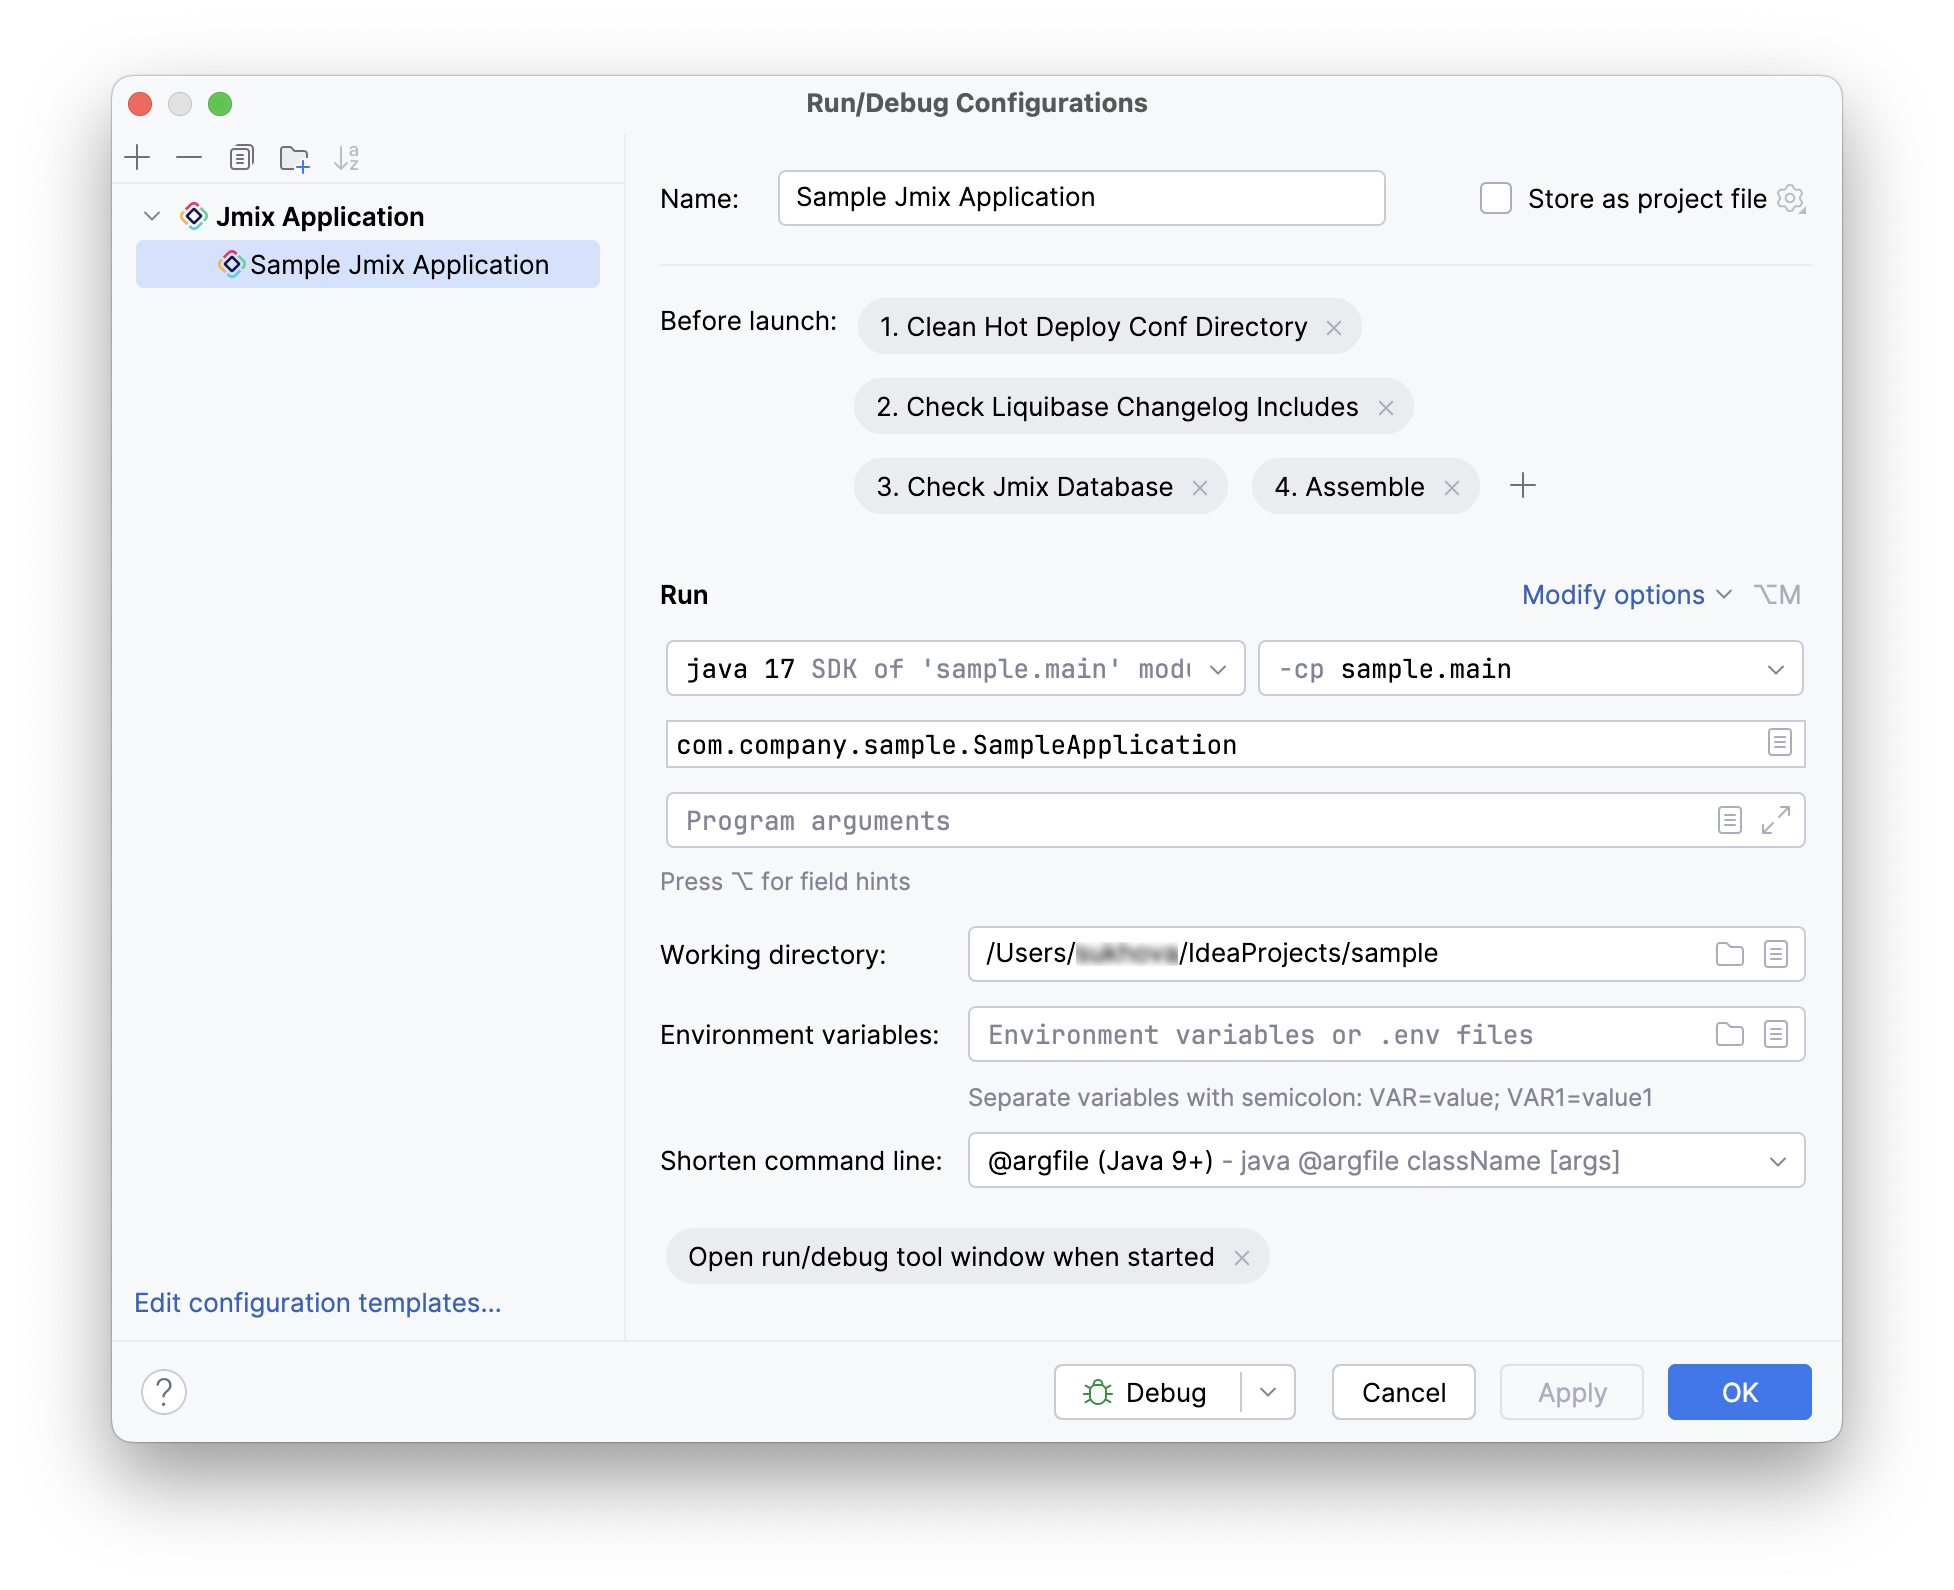 Run/Debug Configurations
Jmix Application
Sample Jmix Application
Edit configuration templates...
Name: Sample Jmix Application Store as project file
Before launch: 1. Clean Hot Deploy Conf Directory
2. Check Liquibase Changelog Includes
3. Check Jmix Database 4. Assemble
Run Modify options ⌥M
java 17 SDK of 'sample.main' modu -cp sample.main
com.company.sample.SampleApplication
Program arguments
Press ⌥ for field hints
Working directory: /Users/ /IdeaProjects/sample
Environment variables: Environment variables or .env files
Separate variables with semicolon: VAR=value; VAR1=value1
Shorten command line: @argfile (Java 9+) - java @argfile className [args]
Open run/debug tool window when started
? Debug Cancel Apply OK